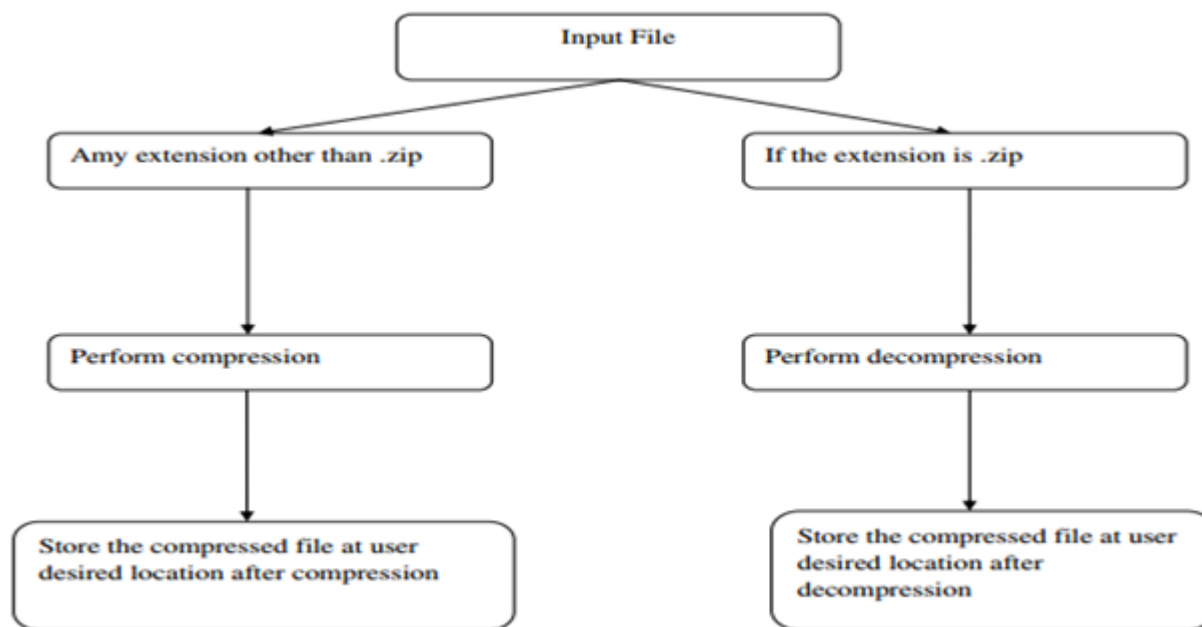 Input File
Amy extension other than .zip
If the extension is .zip
Perform compression
Perform decompression
Store the compressed file at user
desired location after compression
Store the compressed file at user
desired location after
decompression